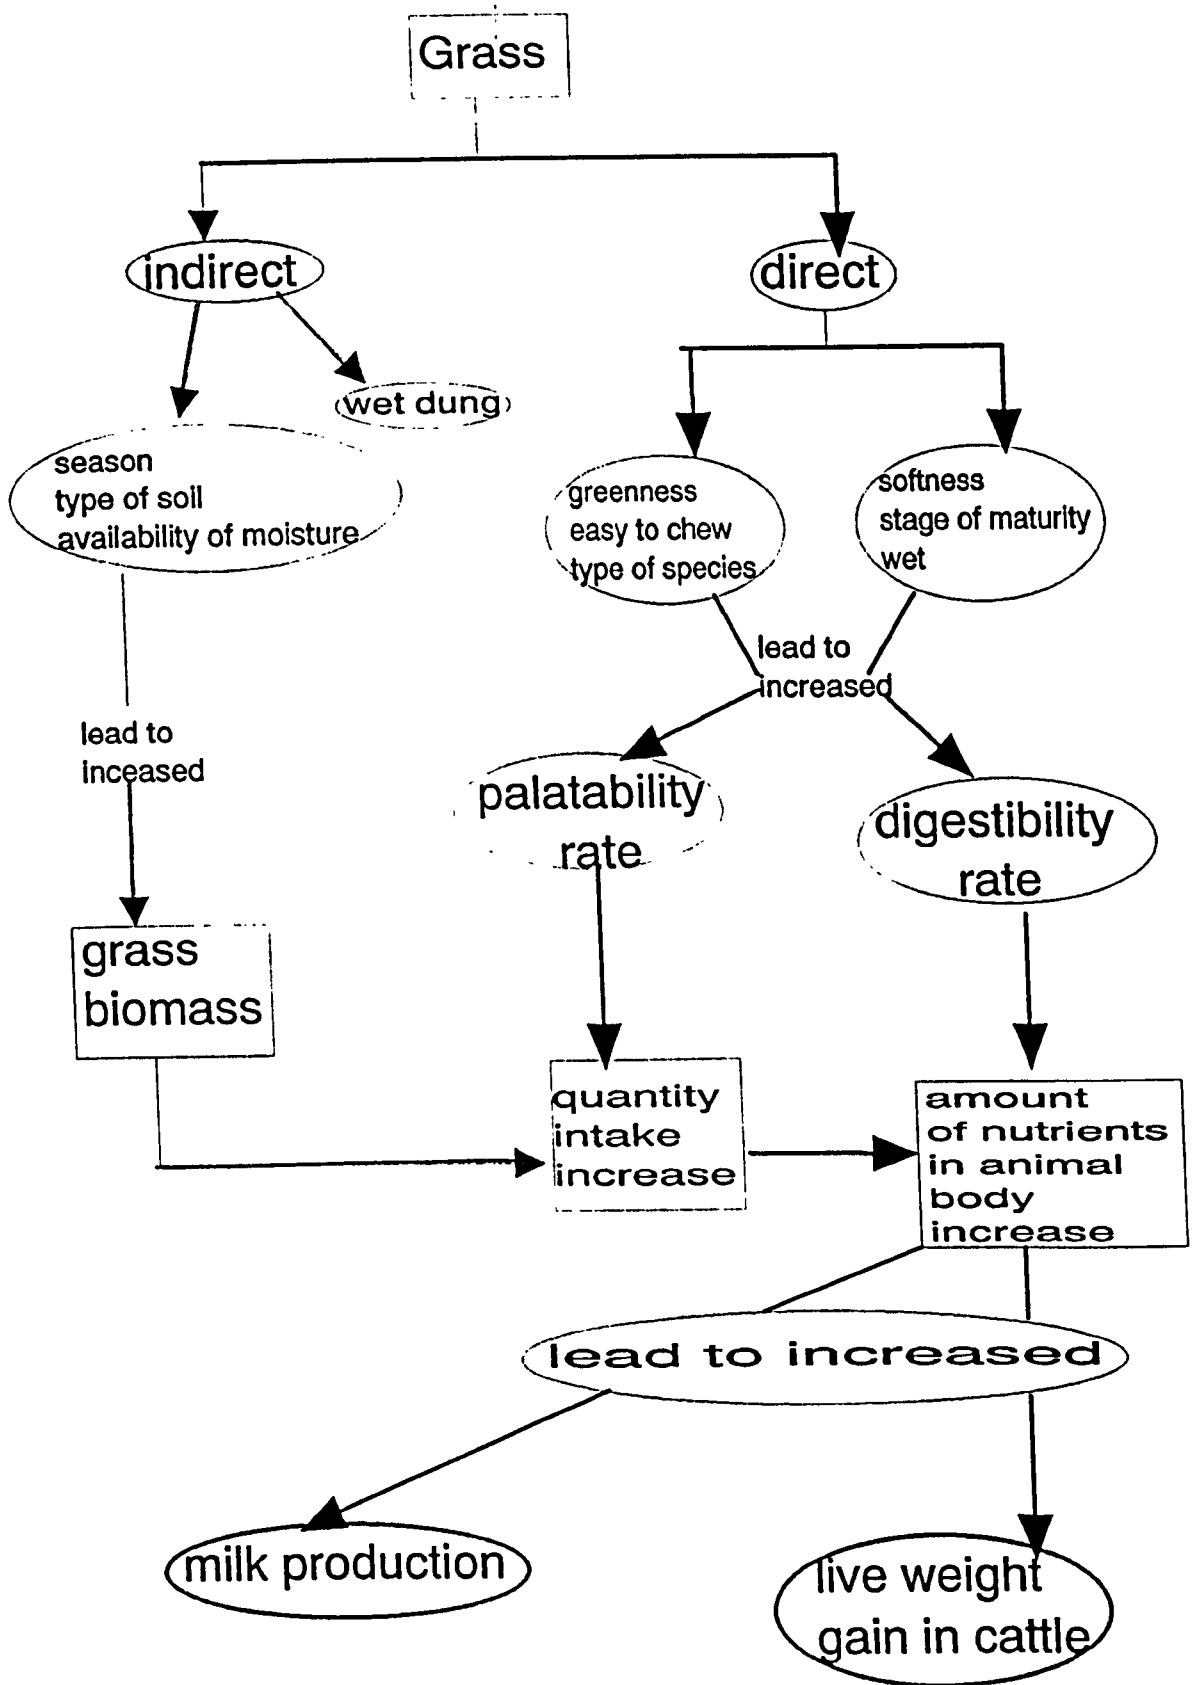 Grass
indirect
direct
wet dung
season
type of soil
availability of moisture
greenness
easy to chew
type of species
softness
stage of maturity
wet
lead to
increased
lead to
inceased
palatability
rate
digestibility
rate
grass
biomass
quantity
intake
increase
amount
of nutrients
in animal
body
increase
lead to increased
milk production
live weight
gain in cattle